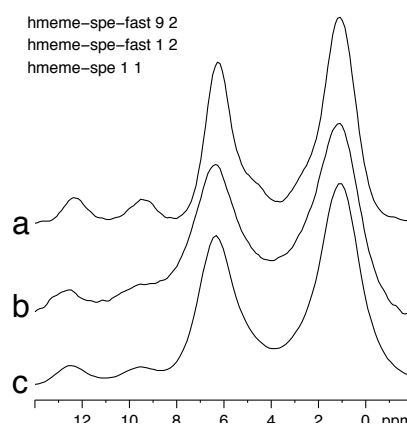 hmeme−spe−fast 9 2
hmeme−spe−fast 1 2
hmeme−spe 1 1
a
b
c
12 10 8 6 4 2 0 ppm